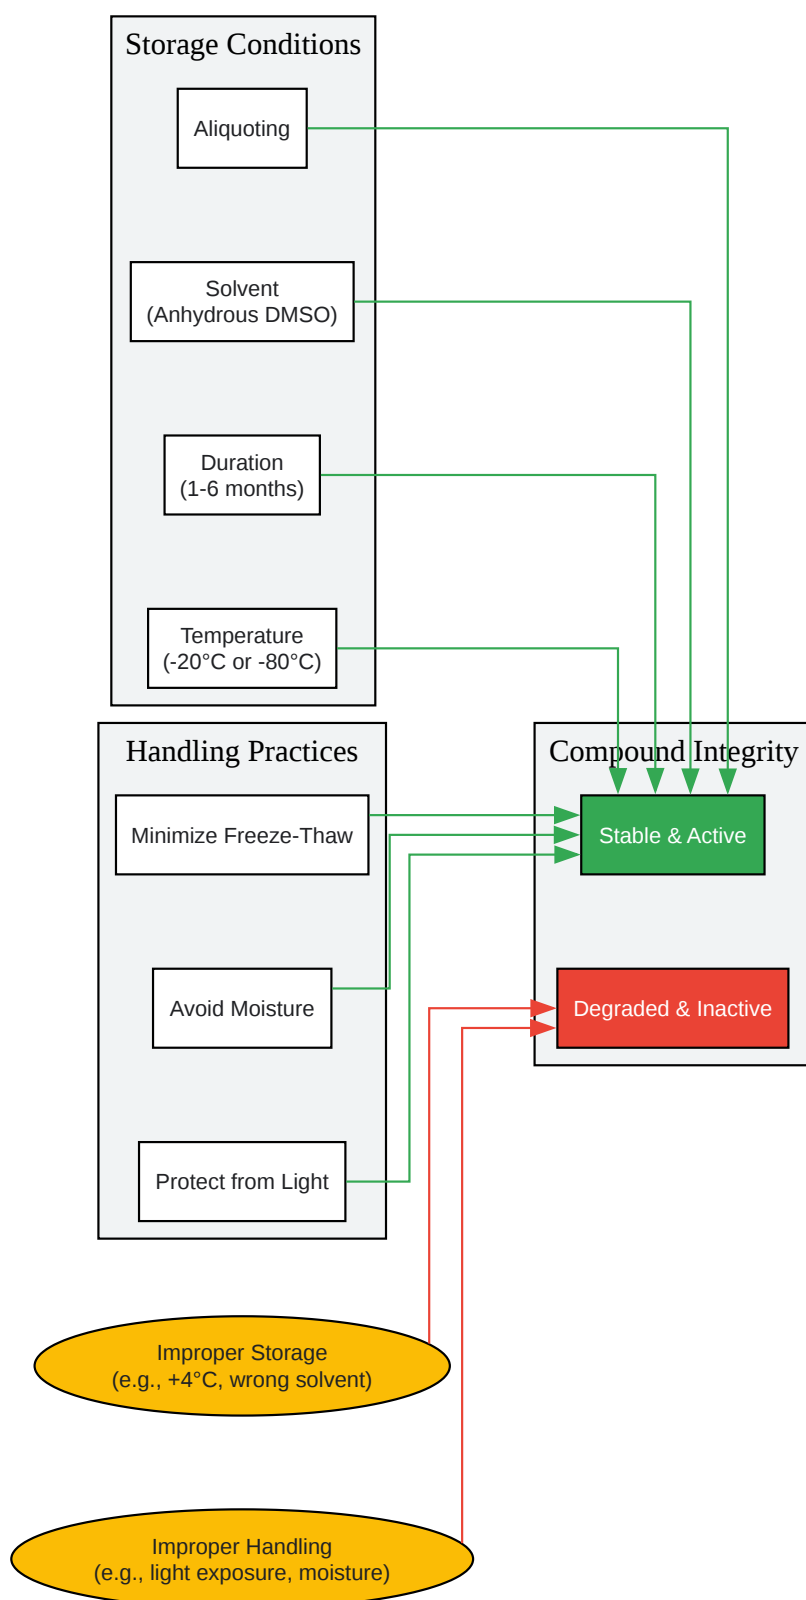 Storage Conditions
Aliquoting
Solvent
(Anhydrous DMSO)
Duration
(1-6 months)
Temperature
(-20°C or -80°C)
Handling Practices
Minimize Freeze-Thaw
Avoid Moisture
Protect from Light
Compound Integrity
Stable & Active
Degraded & Inactive
Improper Storage
(e.g., +4°C, wrong solvent)
Improper Handling
(e.g., light exposure, moisture)